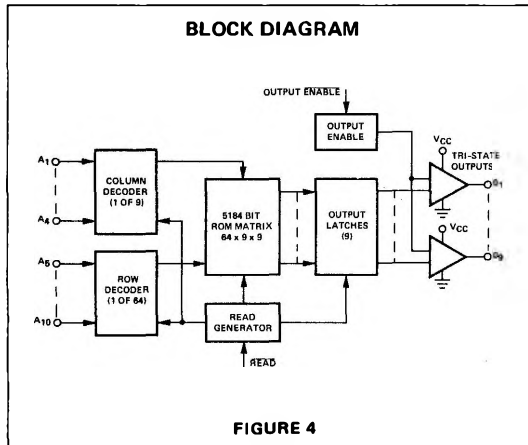 BLOCK DIAGRAM
OUTPUT ENABLE
OUTPUT
ENABLE
VCC
TRI-STATE
OUTPUTS
A1
COLUMN
DECODER
(1 OF 9)
A4
5184 BIT
ROM MATRIX
64 x 9 x 9
OUTPUT
LATCHES
(9)
O1
VCC
O9
A5
ROW
DECODER
(1 OF 64)
A10
READ
GENERATOR
READ
FIGURE 4